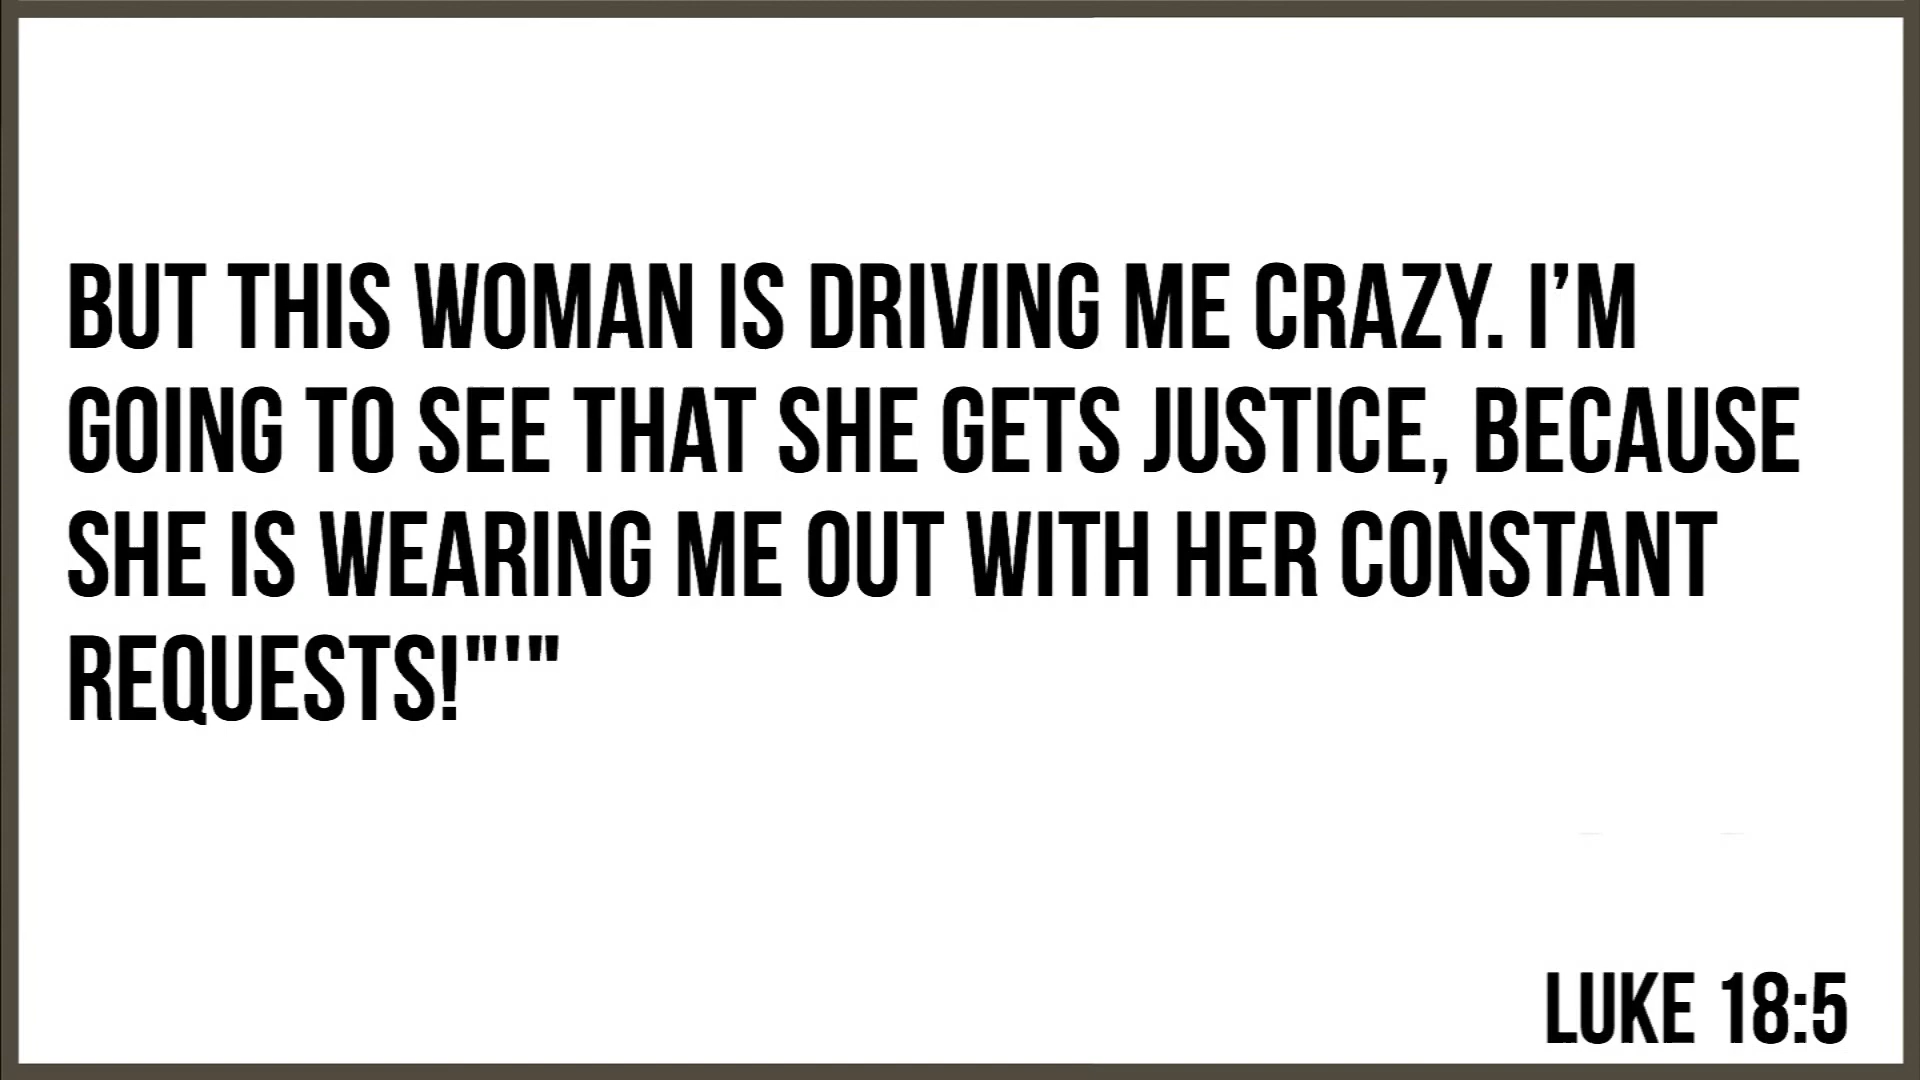 BUT THIS WOMAN IS DRIVING ME CRAZY. I’M
GOING TO SEE THAT SHE GETS JUSTICE, BECAUSE
SHE IS WEARING ME OUT WITH HER CONSTANT
REQUESTS!"'"
LUKE 18:5